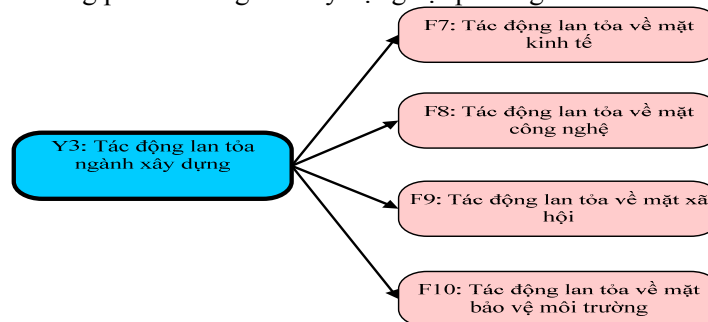 F7: Tác động lan tỏa về mặt
kinh tế
F8: Tác động lan tỏa về mặt
công nghệ
Y3: Tác động lan tỏa
ngành xây dựng
F9: Tác động lan tỏa về mặt xã
hội
F10: Tác động lan tỏa về mặt
bảo vệ môi trường